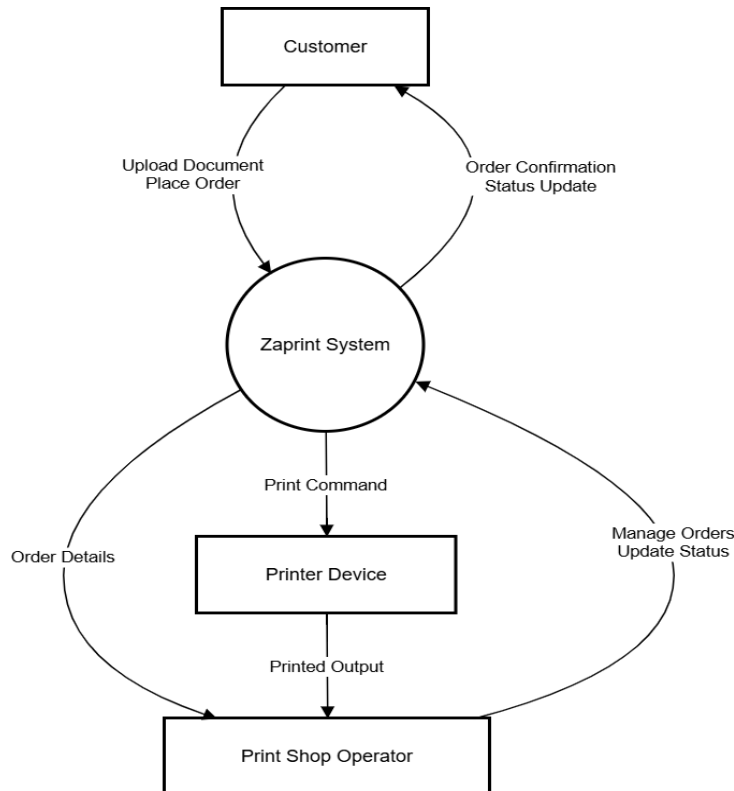 Customer
Upload Document
Place Order
Order Confirmation
Status Update
Zaprint System
Print Command
Order Details
Manage Orders
Update Status
Printer Device
Printed Output
Print Shop Operator